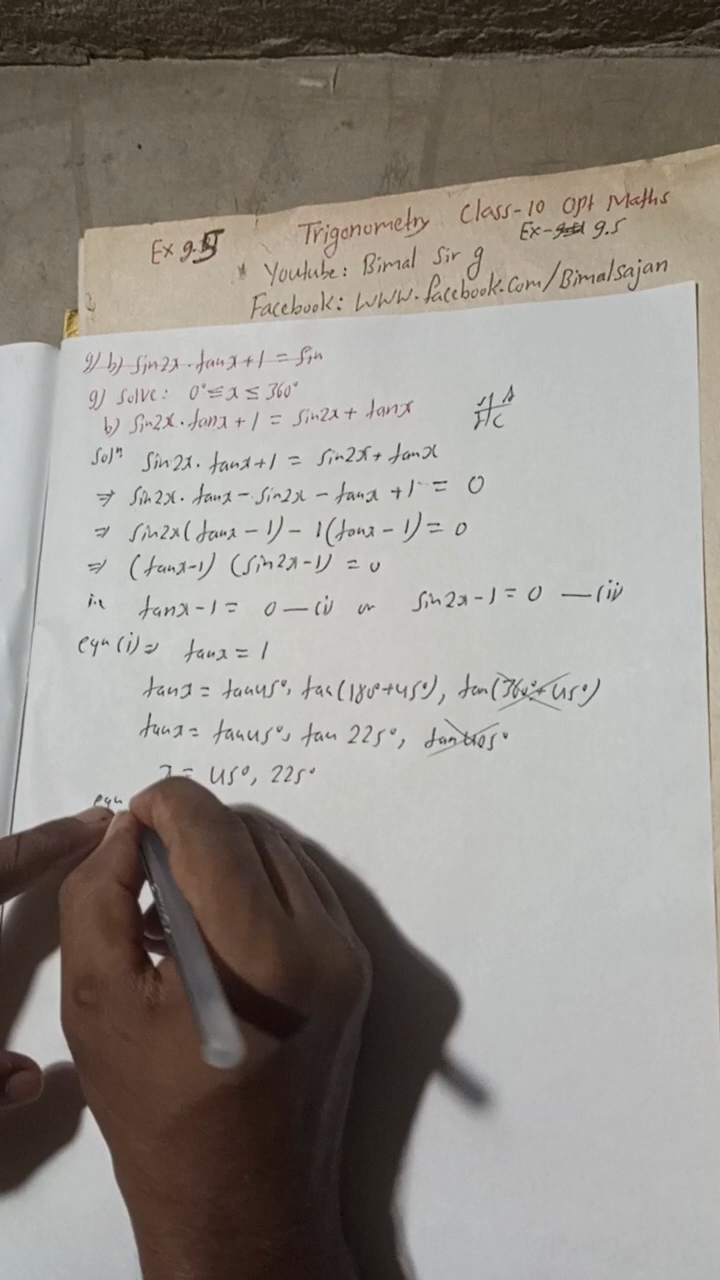 Ex 9.5
Trigonometry Class-10 Opt Maths
Ex- 9.5
Youtube: Bimal Sir g
Facebook: www.facebook.com/Bimalsajan
g) b) sin2x·tanx+1 = sin
g) Solve: 0°≤x≤360°
b) sin2x·tanx+1 = sin2x+tanx
S A
T C
Solⁿ sin2x·tanx+1 = sin2x+tanx
⇒ sin2x·tanx-sin2x-tanx+1 = 0
⇒ sin2x(tanx-1)-1(tanx-1)=0
⇒ (tanx-1) (sin2x-1) = 0
i.e tanx-1= 0—(i) or sin2x-1=0 —(ii)
eqn(i)⇒ tanx=1
tanx = tan45°, tan(180°+45°), tan(360°+45°)
tanx= tan45°, tan 225°, tan405°
x= 45°, 225°
eqn